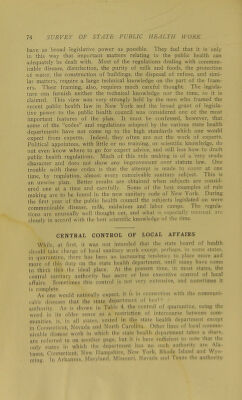 74 SURVEY OF STATE PUBLIC HEALTH WORK
have as broad legislative power as possible. They feel that it is only
in this way that important matters relating to the public health can
adequately be dealt with. Most of the regulations dealing with communi-
cable disease, disinfection, the purity of milk and foods, the protection
of water, the construction of buildings, the disposal of refuse, and simi-
lar matters, require a large technical knowledge on the part of the fram-
ers. Their framing, also, requires much careful thought. The legisla-
ture can furnish neither the technical knowledge nor the time, so it is
claimed. This view was very strongly held by the men who framed the
recent public health law in New York and the broad grant of legisla-
tive power to the public health council was considered one of the most
important features of the plan. It must be confessed, however, that
some of the "codes" and regulations adopted by the various state health
departments have not come up to the high standards which one would
expect from experts. Indeed, they often are not the work of experts.
Political appointees, with little or no training, or scientific knowledge, do
not even know where to go for expert advice, and still less how to draft
public health regulations. Much of this rule making is of a very crude
character and does not show any improvement over statute law. One
trouble with these codes is that the attempt is made to cover at one
time, by regulation, almost every conceivable sanitary subject. This is
an unwise plan. Better results are obtained when subjects are consid-
ered one at a time and carefully. Some of the best examples of rule
making are to be found in the new sanitary code of New York. During
the first year of the public health council the subjects legislated on were
communicable disease, milk, midwives and labor camps. The regula-
tions are unusually well thought out, and what is especially unusual are
closely in accord with the best scientific knowledge of the time.
CENTRAL CONTROL OF LOCAL AFFAIRS
While, at first, it was not intended that the state board of health
should take charge of local sanitary work except, perhaps, in some states,
in quarantine, there has been an increasing tendency to place more and
more of this duty on the state health department, until many have come
to think this the ideal place. At the present time, in most states, the
central sanitary authority has more or less executive control of local
affairs. Sometimes this control is not very extensive, and sometimes it
is complete.
As one would naturally expect, it is in connection with the communi-
cable diseases that the state department of health
authority. As is shown in Table 4, the control of quarantine, using the
word in its older sense as a restriction of intercourse between com-
munities is, in all states, vested in the state health department except
in Connecticut, Nevada and North Carolina. Other lines of local commu-
nicable disease work in which the state health department takes a share,
are referred to on another page, but it is here sufficient to note that the
only states in which the department has no such authority are Ala-
bama, Connecticut, New Hampshire, New York, Rhode Island and Wyo-
ming. In Arkansas, Maryland, Missouri, Nevada and Texas the authority